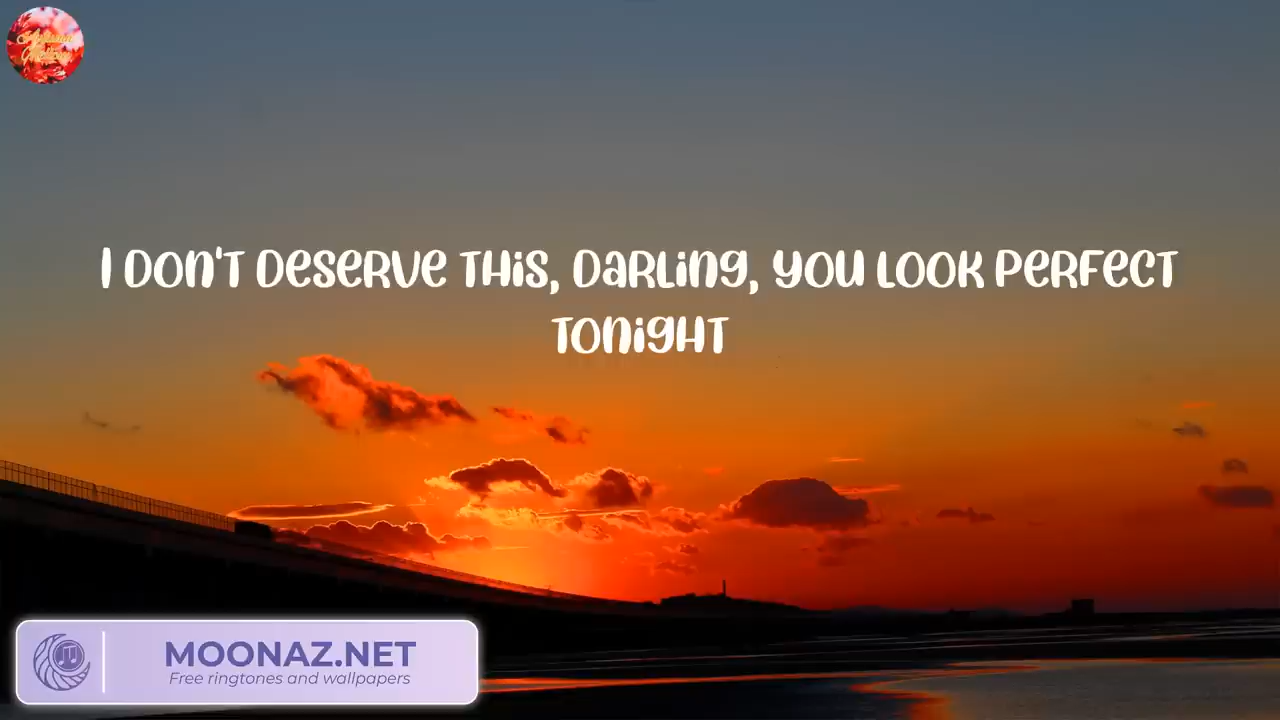 I DON'T DESERVE THIS, DARLING, YOU LOOK PERFECT
TONIGHT
MOONAZ.NET
Free ringtones and wallpapers